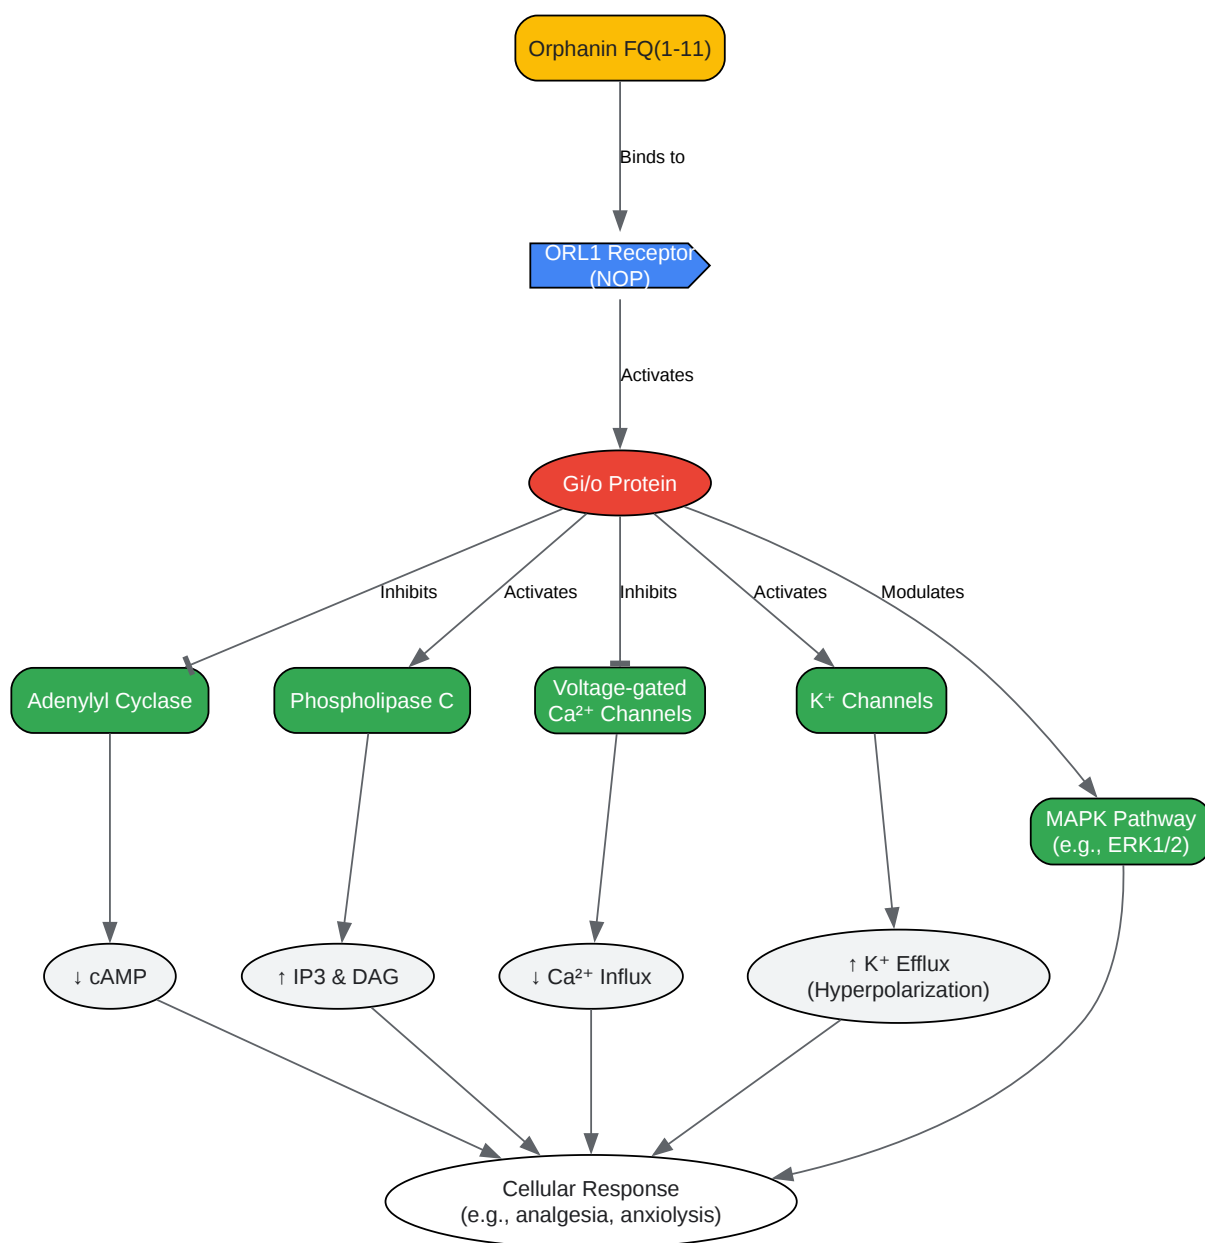 Orphanin FQ(1-11)
Binds to
ORL1 Receptor
(NOP)
Activates
Gi/o Protein
Inhibits
Activates
Inhibits
Activates
Modulates
Adenylyl Cyclase
Phospholipase C
Voltage-gated
Ca²⁺ Channels
K⁺ Channels
MAPK Pathway
(e.g., ERK1/2)
↓ cAMP
↑ IP3 & DAG
↓ Ca²⁺ Influx
↑ K⁺ Efflux
(Hyperpolarization)
Cellular Response
(e.g., analgesia, anxiolysis)